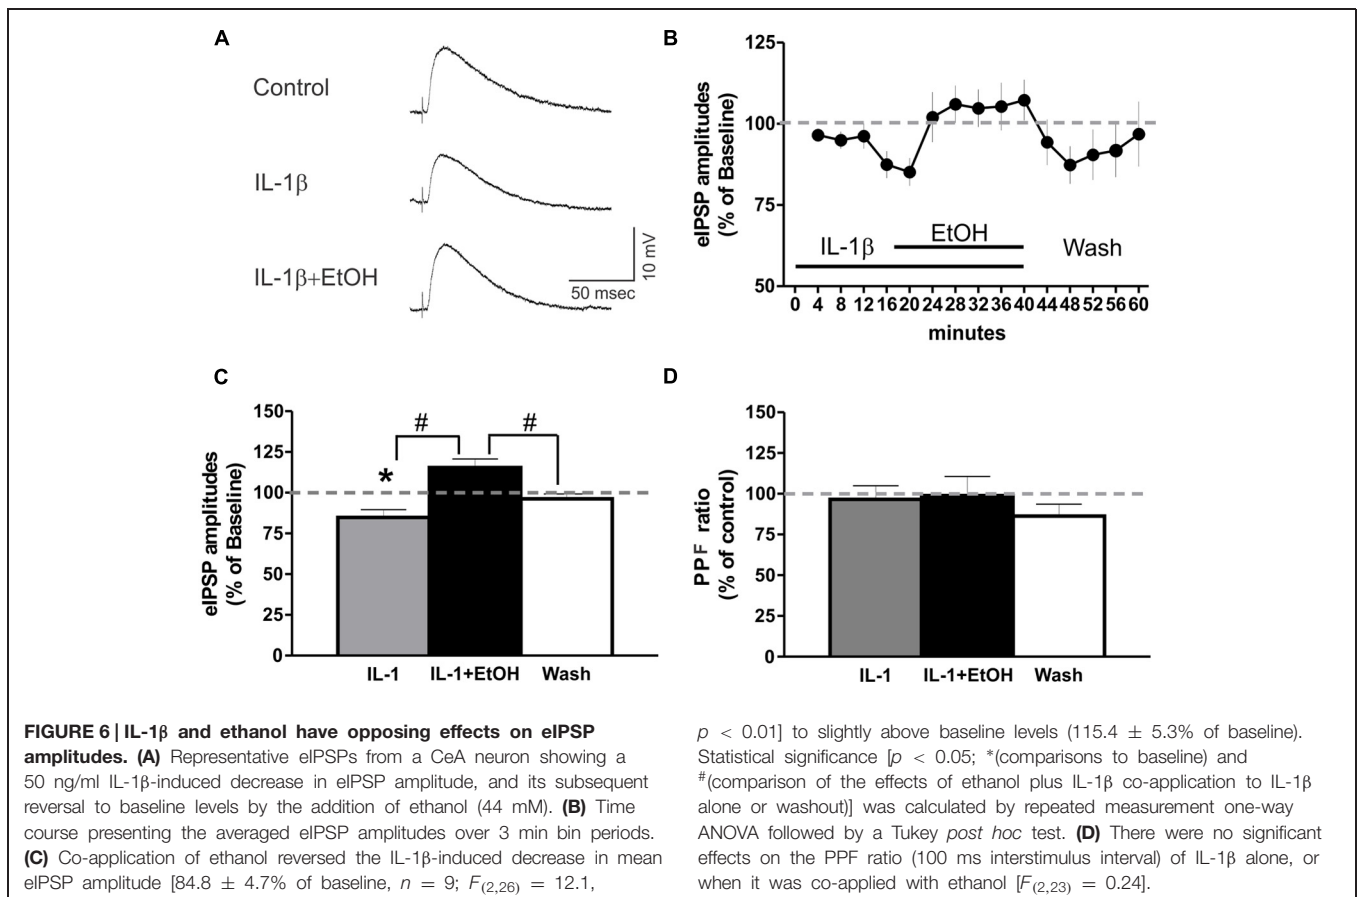 A
Control
IL-1β
IL-1β+EtOH
10 mV
50 msec
B
eIPSP amplitudes
(% of Baseline)
125
100
75
50
IL-1β
EtOH
Wash
0 4 8 12 16 20 24 28 32 36 40 44 48 52 56 60
minutes
C
eIPSP amplitudes
(% of Baseline)
150
125
100
75
50
25
0
*
#
#
IL-1 IL-1+EtOH Wash
D
PPF ratio
(% of control)
150
125
100
75
50
25
0
IL-1 IL-1+EtOH Wash
FIGURE 6 | IL-1β and ethanol have opposing effects on eIPSP
amplitudes. (A) Representative eIPSPs from a CeA neuron showing a
50 ng/ml IL-1β-induced decrease in eIPSP amplitude, and its subsequent
reversal to baseline levels by the addition of ethanol (44 mM). (B) Time
course presenting the averaged eIPSP amplitudes over 3 min bin periods.
(C) Co-application of ethanol reversed the IL-1β-induced decrease in mean
eIPSP amplitude [84.8 ± 4.7% of baseline, n = 9; F(2,26) = 12.1,
p < 0.01] to slightly above baseline levels (115.4 ± 5.3% of baseline).
Statistical significance [p < 0.05; *(comparisons to baseline) and
#(comparison of the effects of ethanol plus IL-1β co-application to IL-1β
alone or washout)] was calculated by repeated measurement one-way
ANOVA followed by a Tukey post hoc test. (D) There were no significant
effects on the PPF ratio (100 ms interstimulus interval) of IL-1β alone, or
when it was co-applied with ethanol [F(2,23) = 0.24].